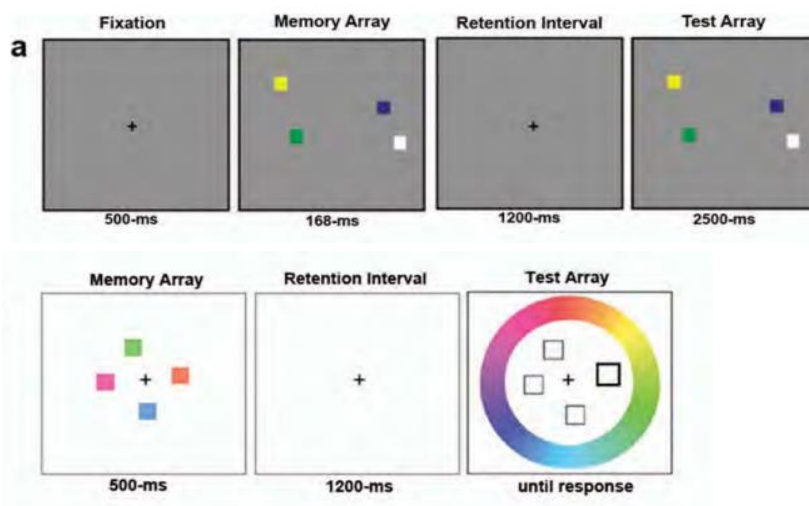 a
Fixation Memory Array Retention Interval Test Array
500-ms 168-ms 1200-ms 2500-ms
Memory Array Retention Interval Test Array
500-ms 1200-ms until response